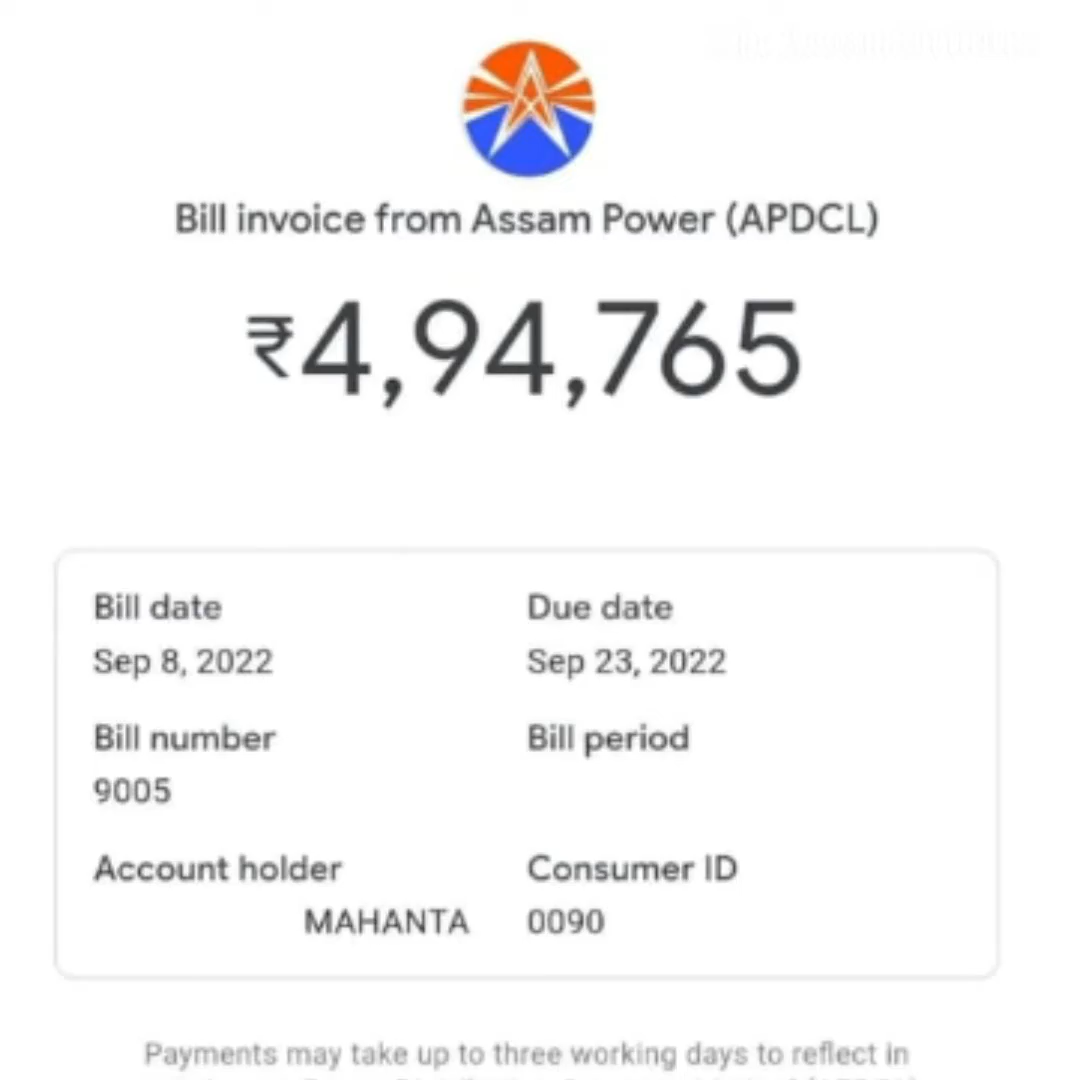 Bill invoice from Assam Power (APDCL)
₹4,94,765
Bill date
Due date
Sep 8, 2022
Sep 23, 2022
Bill number
Bill period
9005
Account holder
Consumer ID
MAHANTA
0090
Payments may take up to three working days to reflect in